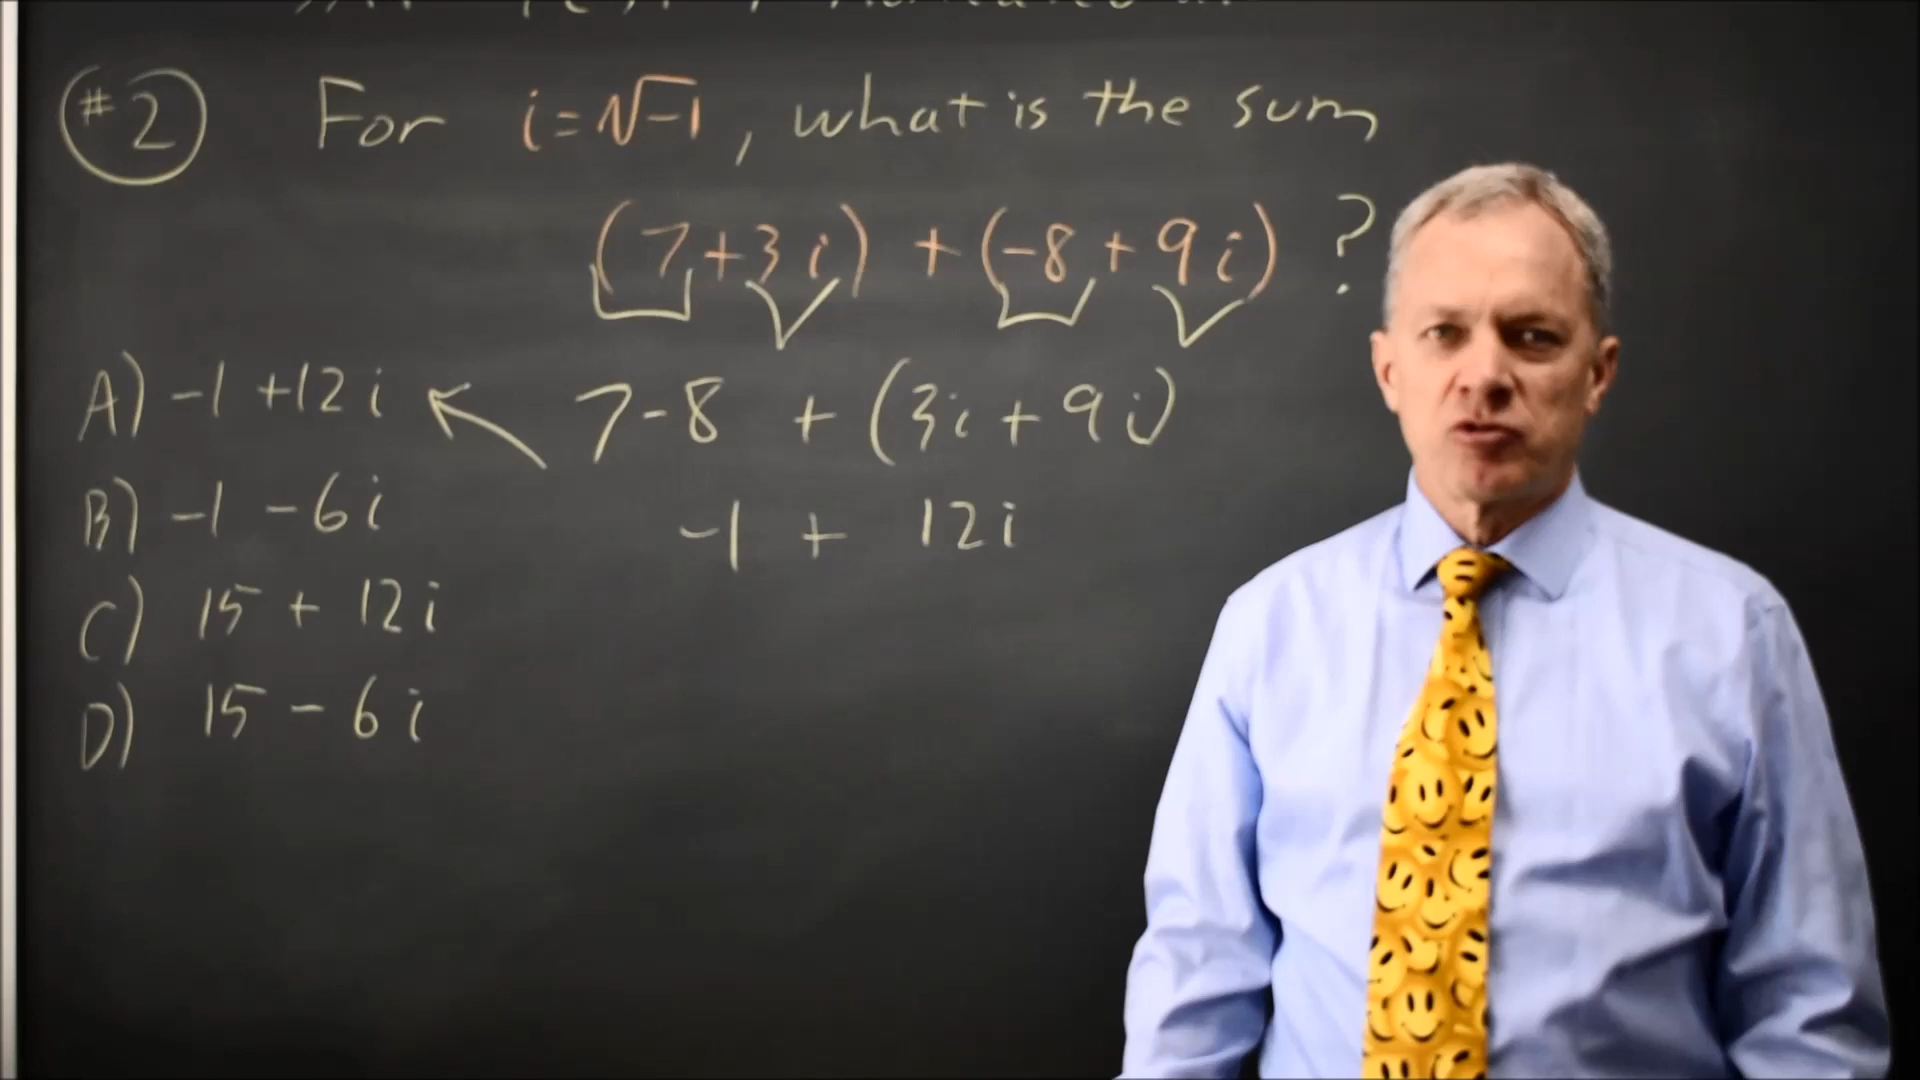 #2 For i=√-1, what is the sum
(7+3i) + (-8+9i) ?
A) -1 +12i
7-8 + (3i+9i)
B) -1 -6i
-1 + 12i
C) 15 + 12i
D) 15 - 6i